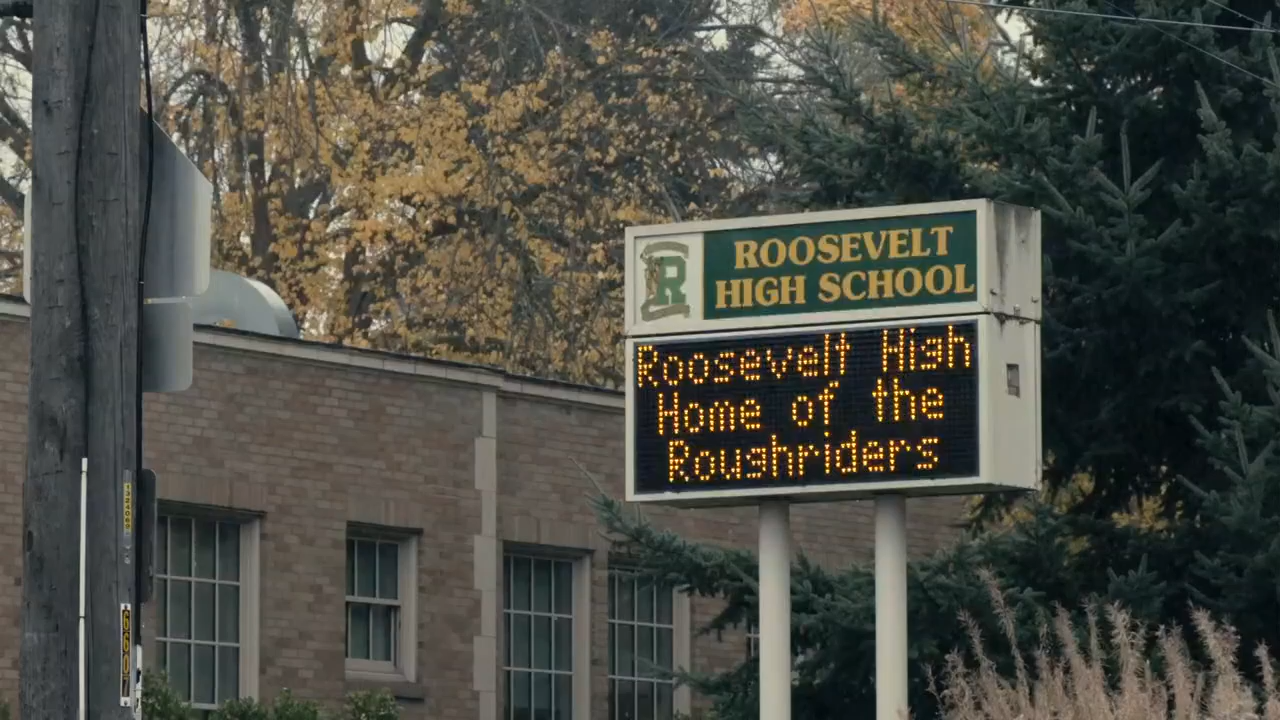 ROOSEVELT
HIGH SCHOOL
R
Roosevelt High
Home of the
Roughriders